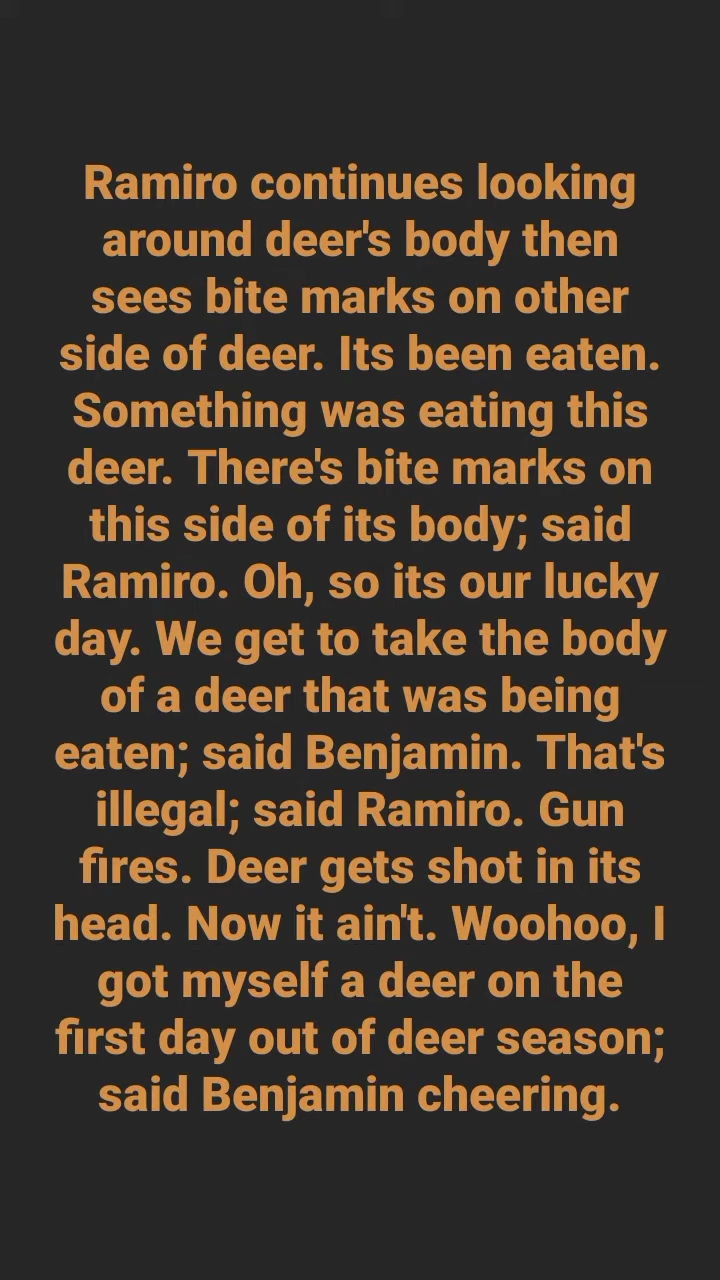 Ramiro continues looking
around deer's body then
sees bite marks on other
side of deer. Its been eaten.
Something was eating this
deer. There's bite marks on
this side of its body; said
Ramiro. Oh, so its our lucky
day. We get to take the body
of a deer that was being
eaten; said Benjamin. That's
illegal; said Ramiro. Gun
fires. Deer gets shot in its
head. Now it ain't. Woohoo, I
got myself a deer on the
first day out of deer season;
said Benjamin cheering.